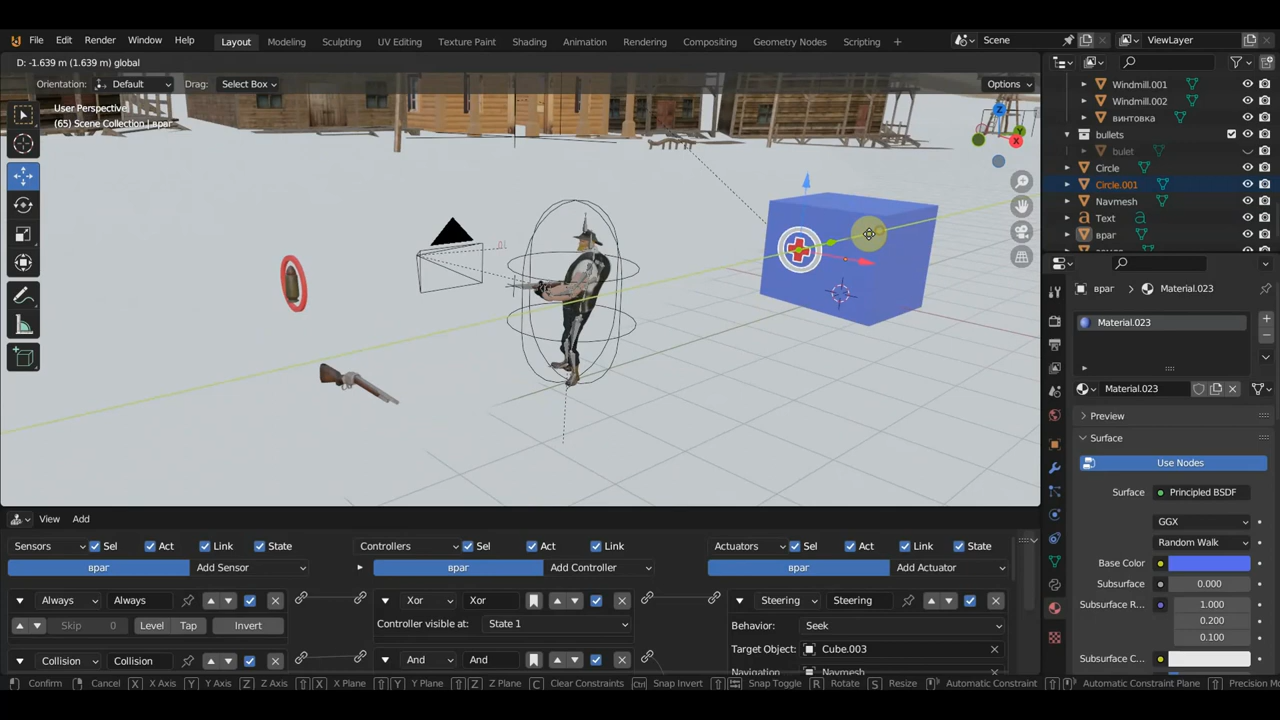 File Edit Render Window Help Layout Modeling Sculpting UV Editing Texture Paint Shading Animation Rendering Compositing Geometry Nodes Scripting + Scene ViewLayer
D: -1.639 m (1.639 m) global
Orientation: Default Drag: Select Box Options
User Perspective
(65) Scene Collection | враг
Z
Y
X
Windmill.001
Windmill.002
винтовка
bullets
bulet
Circle
Circle.001
Navmesh
Text
враг
враг Material.023
Material.023
Material.023
Preview
Surface
Use Nodes
Surface Principled BSDF
GGX
Random Walk
Base Color
Subsurface 0.000
Subsurface R... 1.000
0.200
0.100
Subsurface C...
View Add
Sensors Sel Act Link State Controllers Sel Act Link Actuators Sel Act Link State
враг Add Sensor враг Add Controller враг Add Actuator
Always Always Xor Xor Steering Steering
Skip 0 Level Tap Invert Controller visible at: State 1 Behavior: Seek
Target Object: Cube.003
Collision Collision And And Navigation Navmesh
Confirm Cancel X X Axis Y Y Axis Z Z Axis X X Plane Y Y Plane Z Z Plane C Clear Constraints Ctrl Snap Invert Snap Toggle R Rotate S Resize Automatic Constraint Automatic Constraint Plane Precision Mo